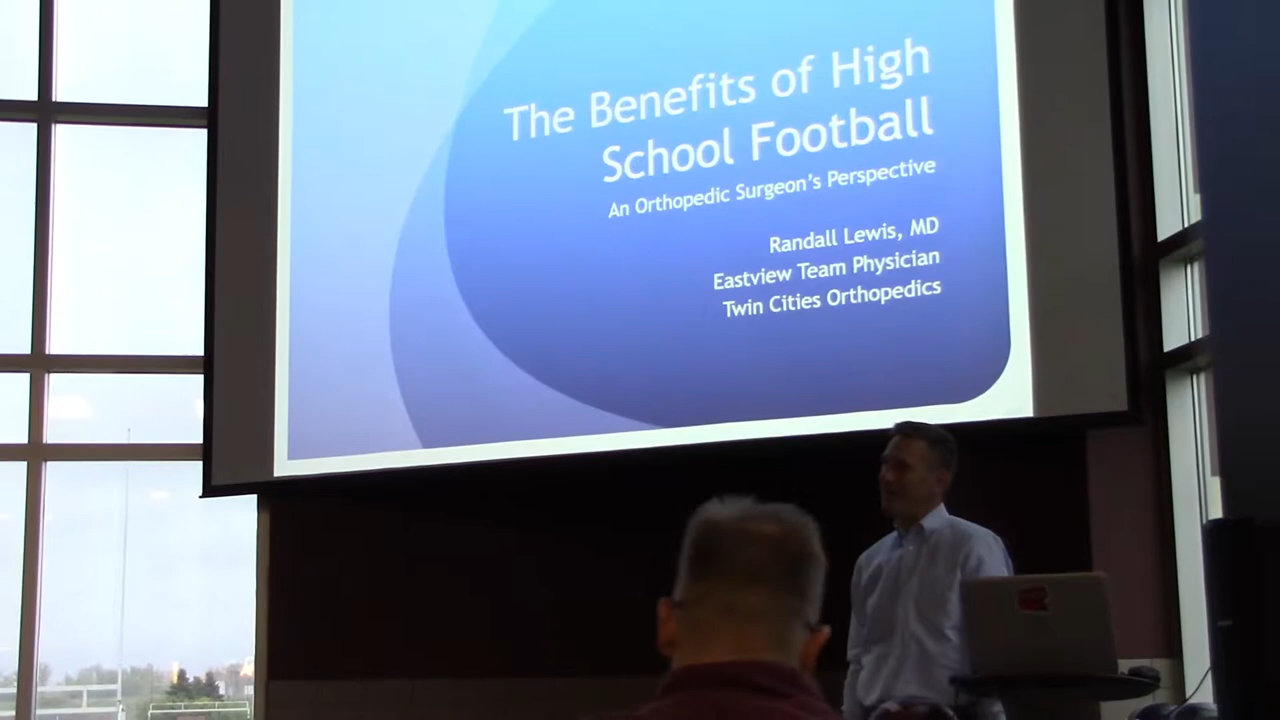 The Benefits of High
School Football
An Orthopedic Surgeon's Perspective
Randall Lewis, MD
Eastview Team Physician
Twin Cities Orthopedics